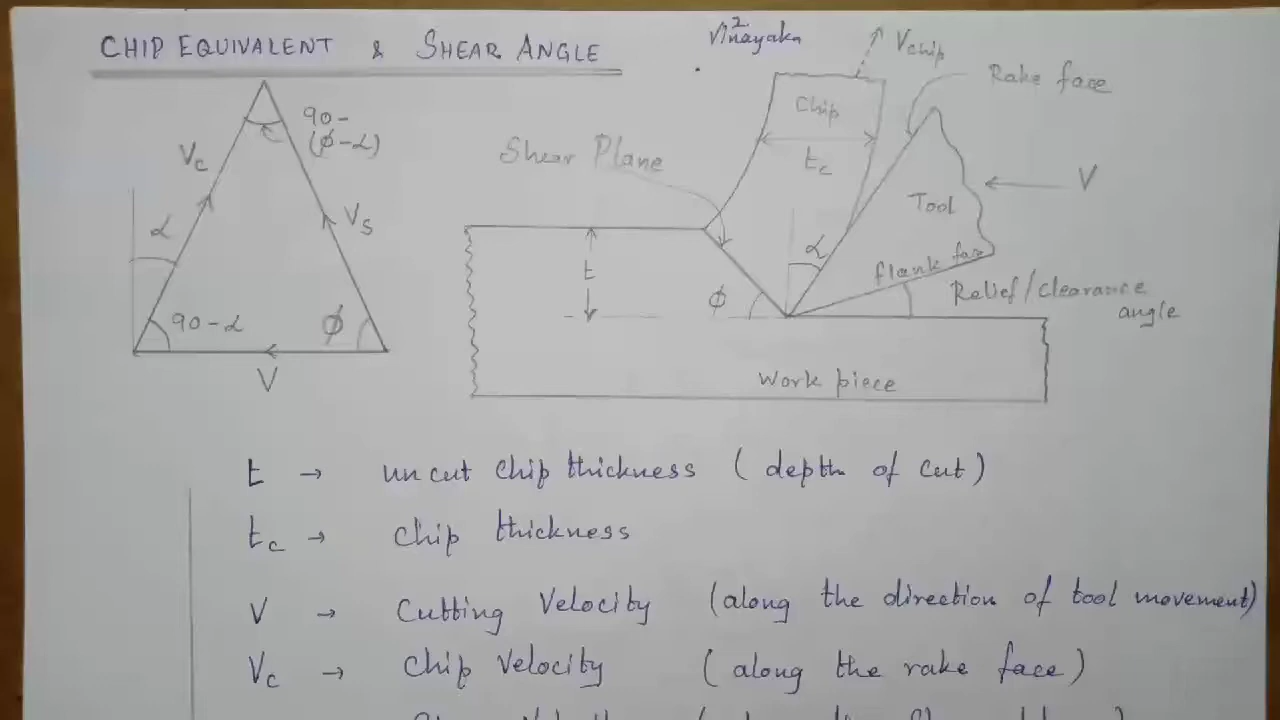 CHIP EQUIVALENT & SHEAR ANGLE
Vinayaka
2
Vchip
Rake face
90-
(ϕ-α)
Chip
Vc
Shear Plane
tc
V
Vs
Tool
α
α
t
flank face
90-α
ϕ
ϕ
Relief/clearance
angle
V
Work piece
t → uncut chip thickness (depth of cut)
tc → chip thickness
V → Cutting Velocity (along the direction of tool movement)
Vc → Chip Velocity (along the rake face)